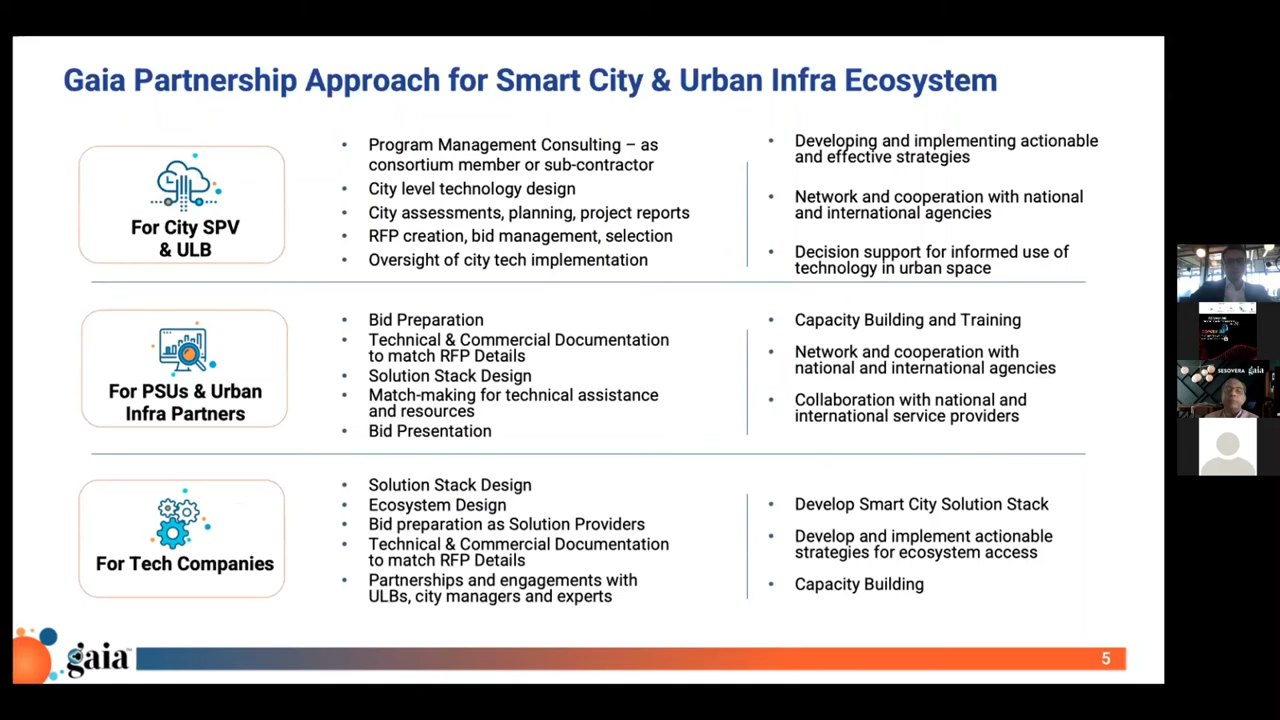 Gaia Partnership Approach for Smart City & Urban Infra Ecosystem
For City SPV
& ULB
• Program Management Consulting – as
consortium member or sub-contractor
• City level technology design
• City assessments, planning, project reports
• RFP creation, bid management, selection
• Oversight of city tech implementation
• Developing and implementing actionable
and effective strategies
• Network and cooperation with national
and international agencies
• Decision support for informed use of
technology in urban space
For PSUs & Urban
Infra Partners
• Bid Preparation
• Technical & Commercial Documentation
to match RFP Details
• Solution Stack Design
• Match-making for technical assistance
and resources
• Bid Presentation
• Capacity Building and Training
• Network and cooperation with
national and international agencies
• Collaboration with national and
international service providers
For Tech Companies
• Solution Stack Design
• Ecosystem Design
• Bid preparation as Solution Providers
• Technical & Commercial Documentation
to match RFP Details
• Partnerships and engagements with
ULBs, city managers and experts
• Develop Smart City Solution Stack
• Develop and implement actionable
strategies for ecosystem access
• Capacity Building
gaia
5
SESOVERA gaia